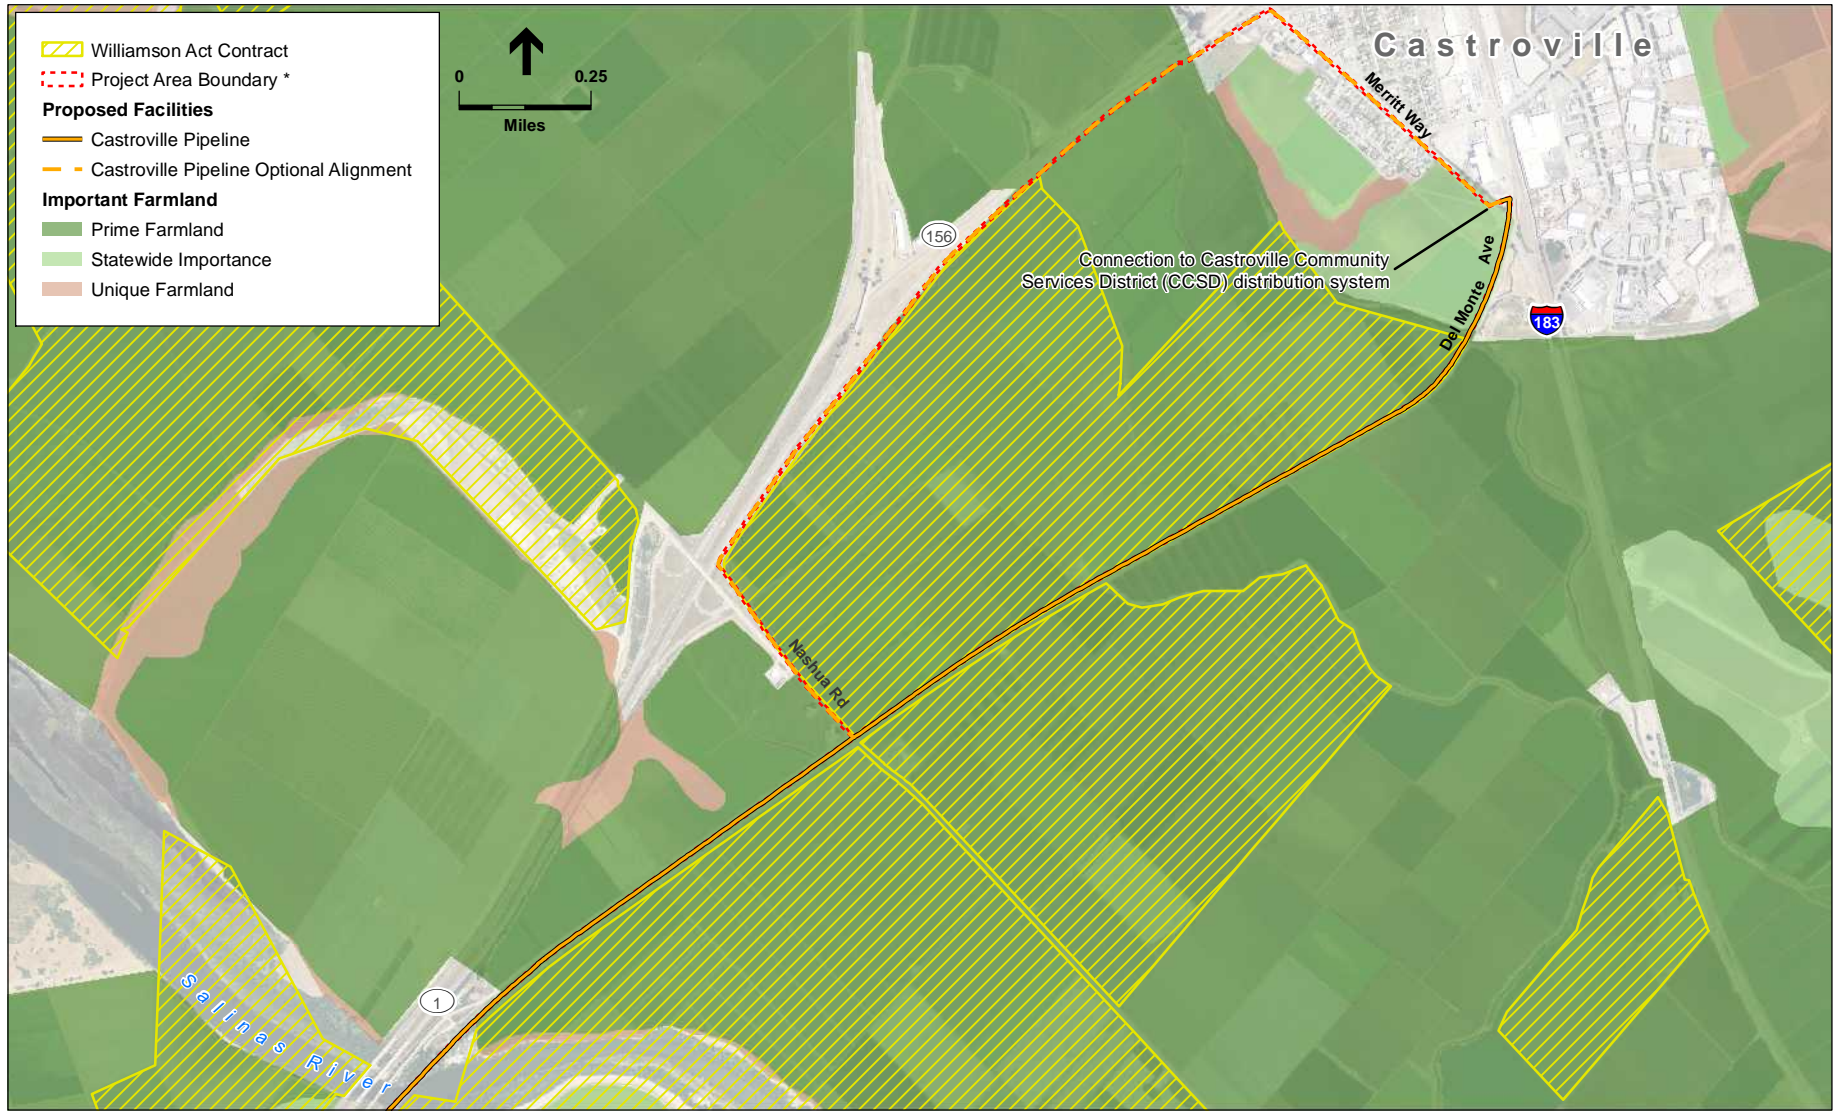 Williamson Act Contract
Project Area Boundary *
Proposed Facilities
Castroville Pipeline
Castroville Pipeline Optional Alignment
Important Farmland
Prime Farmland
Statewide Importance
Unique Farmland
0 0.25
Miles
Castroville
Merritt Way
156
Connection to Castroville Community
Services District (CCSD) distribution system
Del Monte Ave
183
Nashua Rd
1
Salinas River